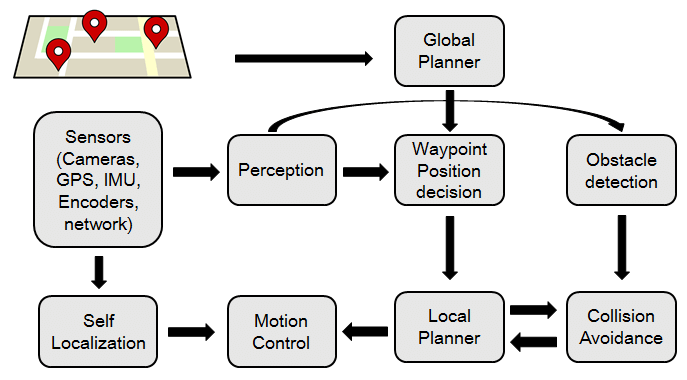 Global
Planner
Sensors
(Cameras,
GPS, IMU,
Encoders,
network)
Perception
Waypoint
Position
decision
Obstacle
detection
Self
Localization
Motion
Control
Local
Planner
Collision
Avoidance